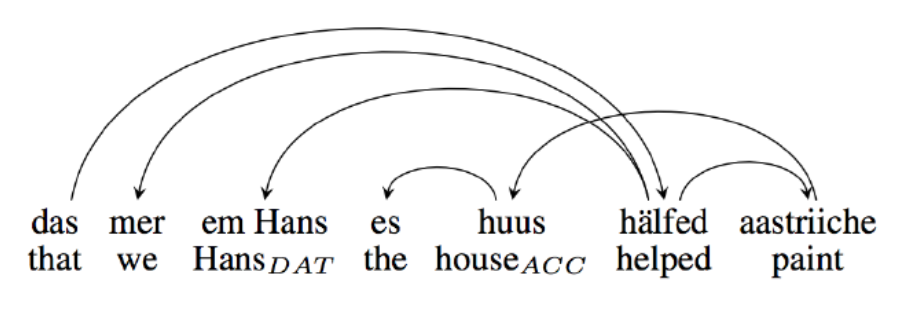 das mer em Hans es huus hälfed aastriiche
that we Hans_DAT the house_ACC helped paint